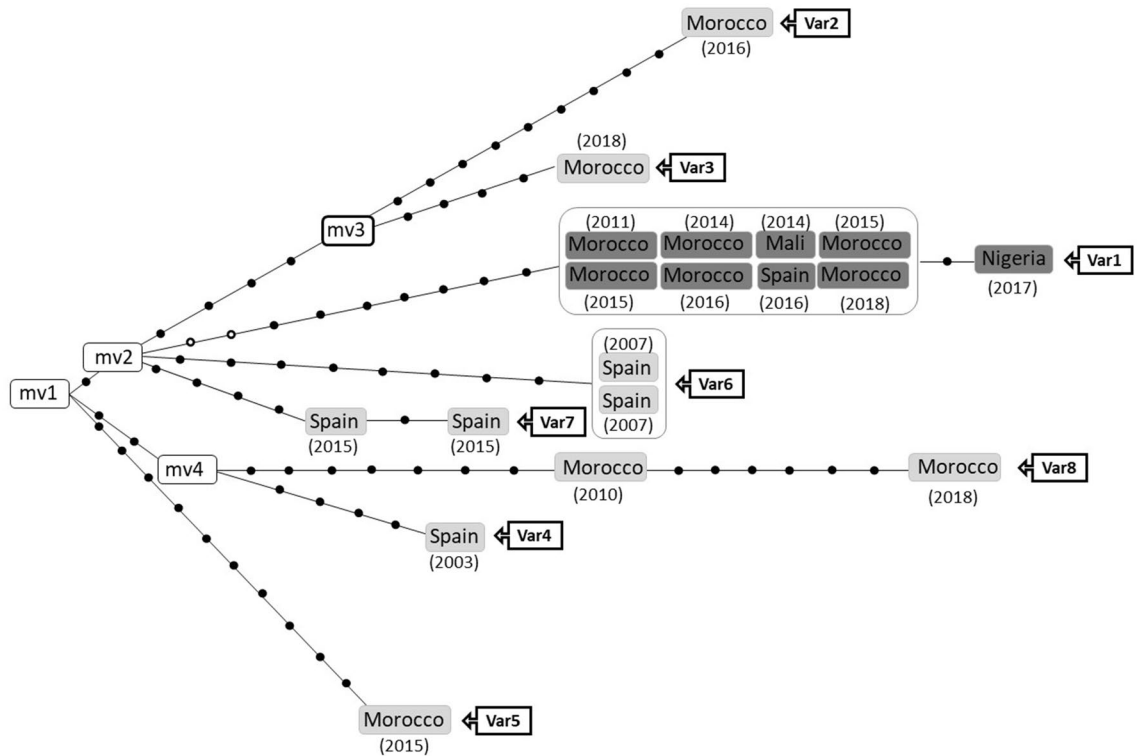 Morocco
Var2
(2016)
(2018)
Morocco
Var3
mv3
(2011) (2014) (2014) (2015)
Morocco Morocco Mali Morocco
Morocco Morocco Spain Morocco
(2015) (2016) (2016) (2018)
Nigeria
Var1
(2017)
mv2
(2007)
Spain
Spain
(2007)
Var6
mv1
Spain
(2015)
Spain
(2015)
Var7
mv4
Morocco
(2010)
Morocco
(2018)
Var8
Spain
(2003)
Var4
Morocco
(2015)
Var5